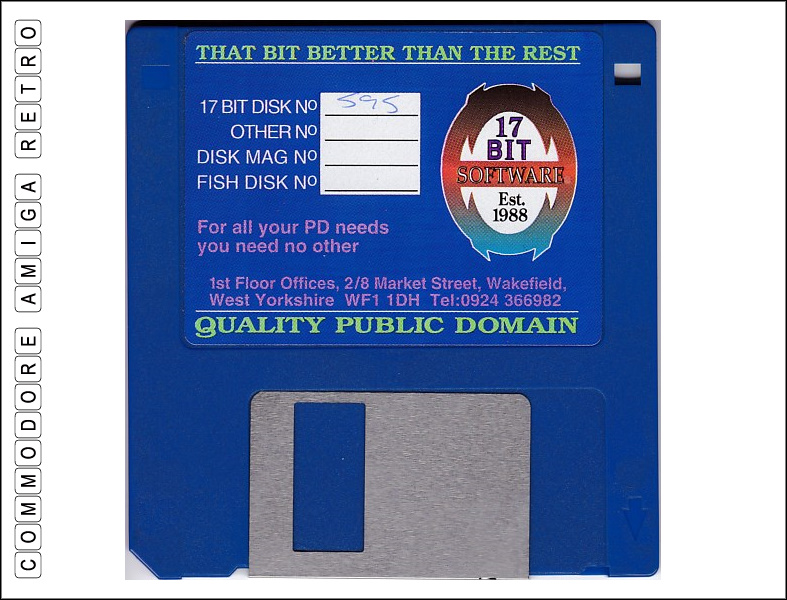 COMMODORE AMIGA RETRO
THAT BIT BETTER THAN THE REST
17 BIT DISK No 595
OTHER No
DISK MAG No
FISH DISK No
17
BIT
SOFTWARE
Est.
1988
For all your PD needs
you need no other
1st Floor Offices, 2/8 Market Street, Wakefield,
West Yorkshire WF1 1DH Tel:0924 366982
QUALITY PUBLIC DOMAIN